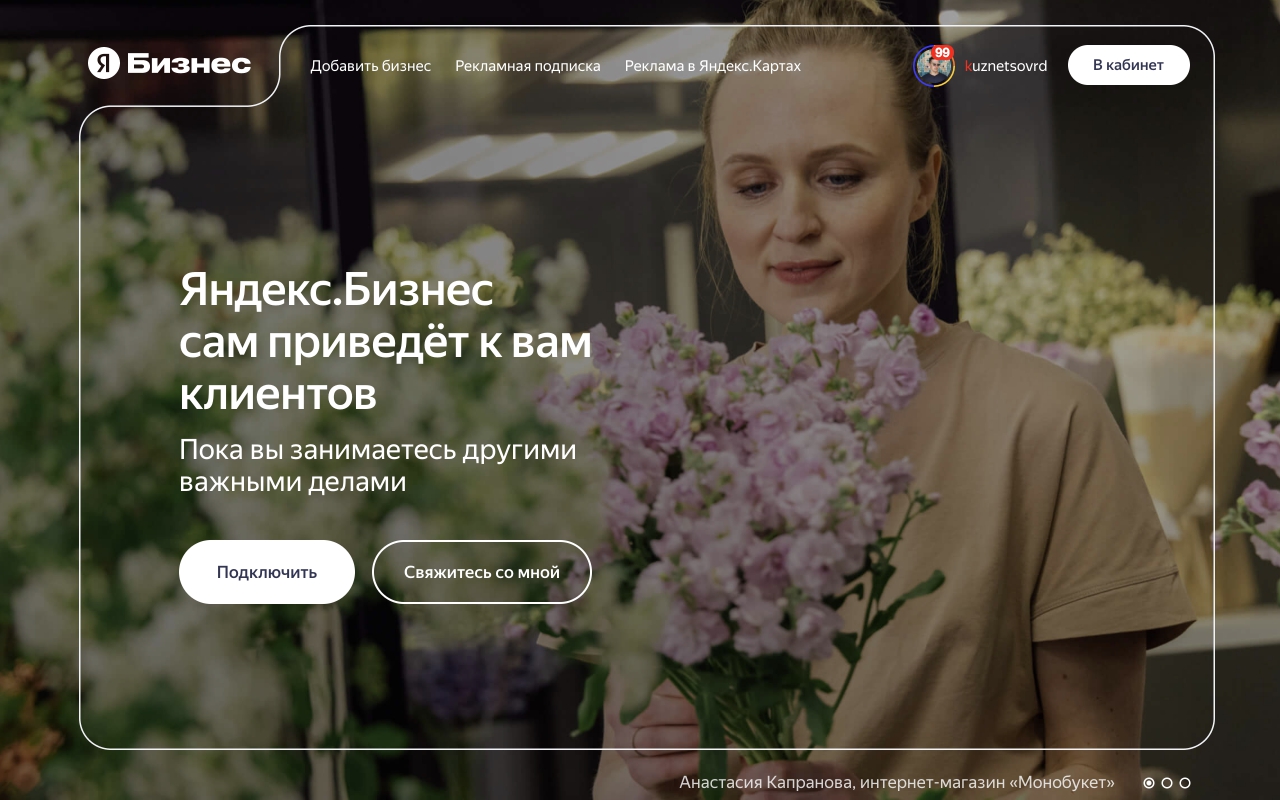 Я Бизнес
Добавить бизнес Рекламная подписка Реклама в Яндекс.Картах
99
kuznetsovrd
В кабинет
Яндекс.Бизнес
сам приведёт к вам
клиентов
Пока вы занимаетесь другими
важными делами
Подключить
Свяжитесь со мной
Анастасия Капранова, интернет-магазин «Монобукет»